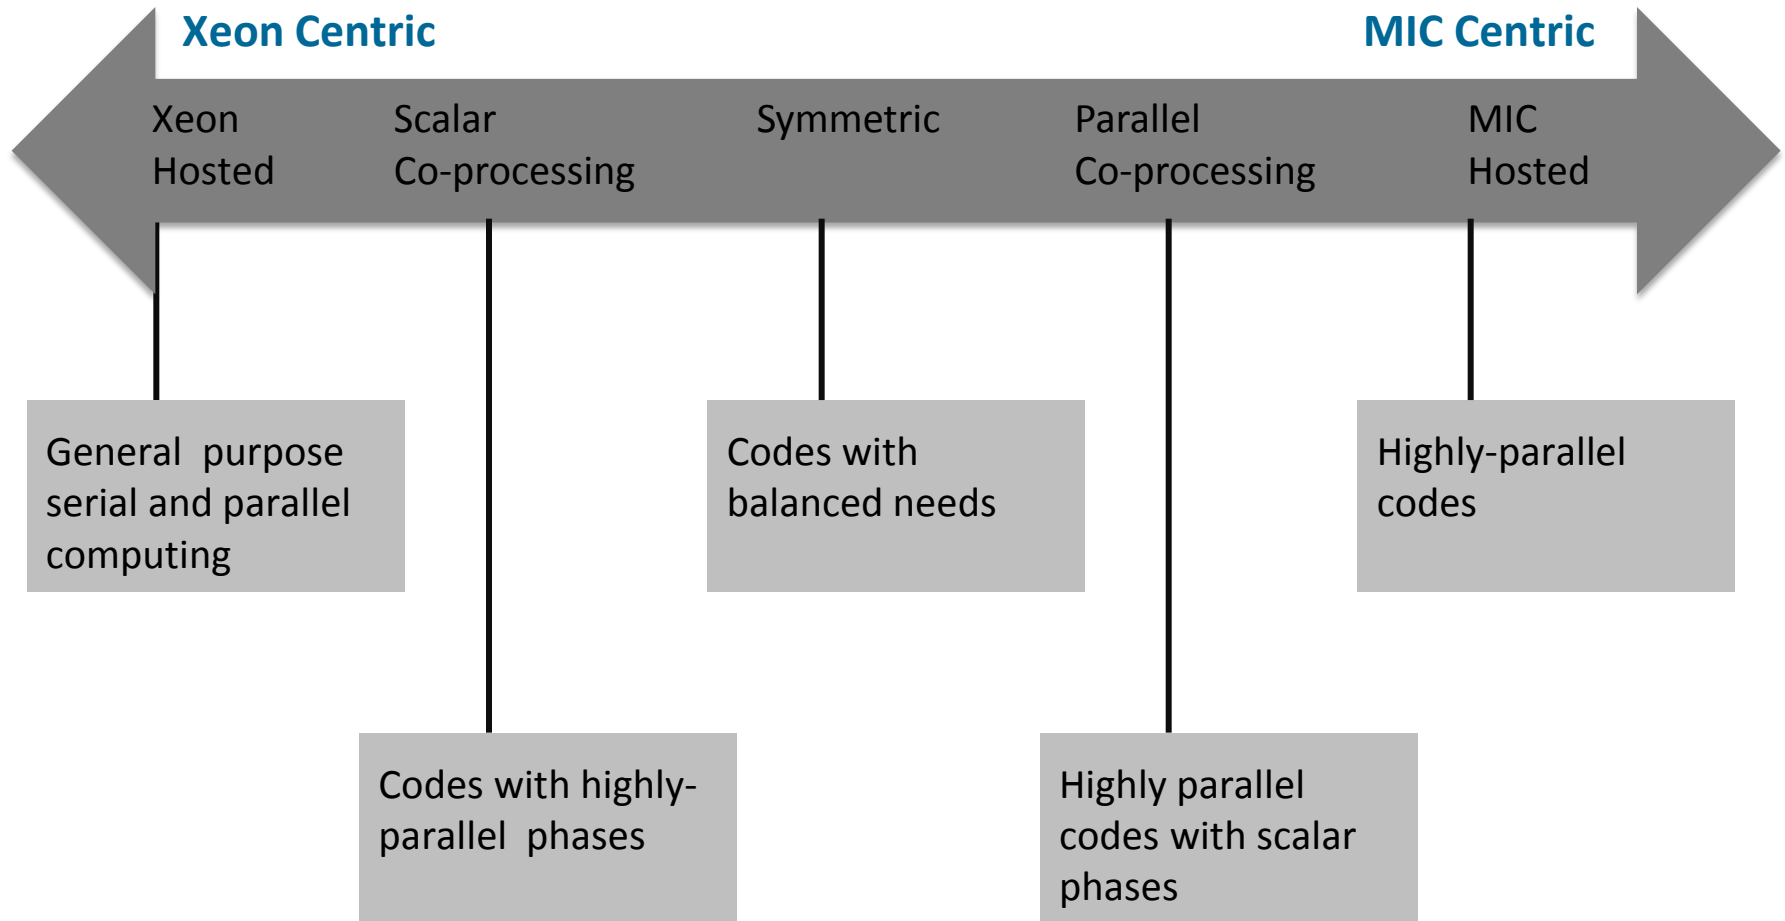 Xeon Centric
MIC Centric
Xeon
Hosted
Scalar
Co-processing
Symmetric
Parallel
Co-processing
MIC
Hosted
General  purpose
serial and parallel
computing
Codes with
balanced needs
Highly-parallel
codes
Codes with highly-
parallel  phases
Highly parallel
codes with scalar
phases